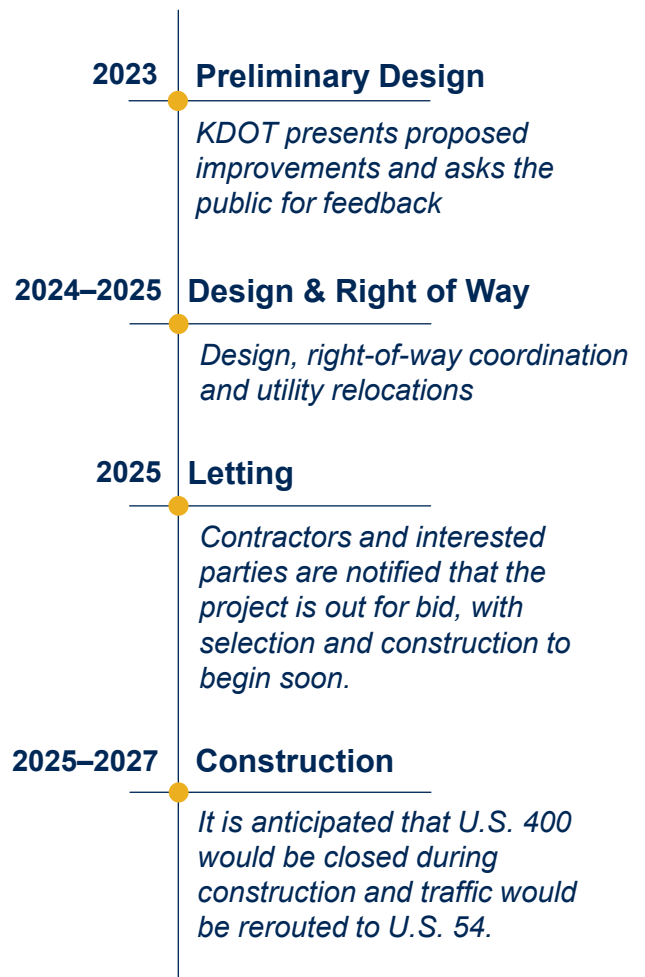 2023 Preliminary Design
KDOT presents proposed
improvements and asks the
public for feedback
2024–2025 Design & Right of Way
Design, right-of-way coordination
and utility relocations
2025 Letting
Contractors and interested
parties are notified that the
project is out for bid, with
selection and construction to
begin soon.
2025–2027 Construction
It is anticipated that U.S. 400
would be closed during
construction and traffic would
be rerouted to U.S. 54.